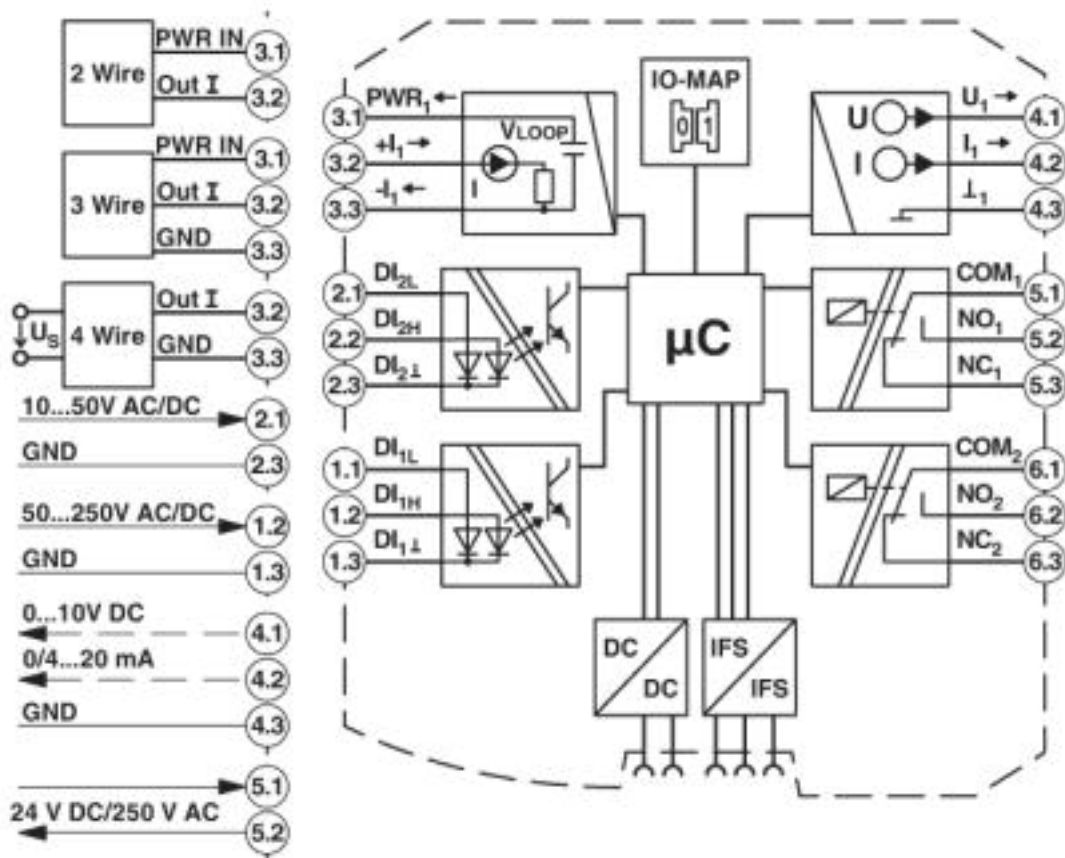 PWR IN 3.1
2 Wire
Out I 3.2
PWR IN 3.1
3 Wire
Out I 3.2
GND 3.3
Out I 3.2
US
4 Wire
GND 3.3
10...50V AC/DC 2.1
GND 2.3
50...250V AC/DC 1.2
GND 1.3
0...10V DC 4.1
0/4...20 mA 4.2
GND 4.3
5.1
24 V DC/250 V AC 5.2
3.1 PWR1
3.2 +I1
3.3 -I1
VLOOP
I
IO-MAP
0 1
U
I
U1 4.1
I1 4.2
⊥1 4.3
2.1 DI2L
2.2 DI2H
2.3 DI2⊥
µC
COM1 5.1
NO1 5.2
NC1 5.3
1.1 DI1L
1.2 DI1H
1.3 DI1⊥
COM2 6.1
NO2 6.2
NC2 6.3
DC
DC
IFS
IFS